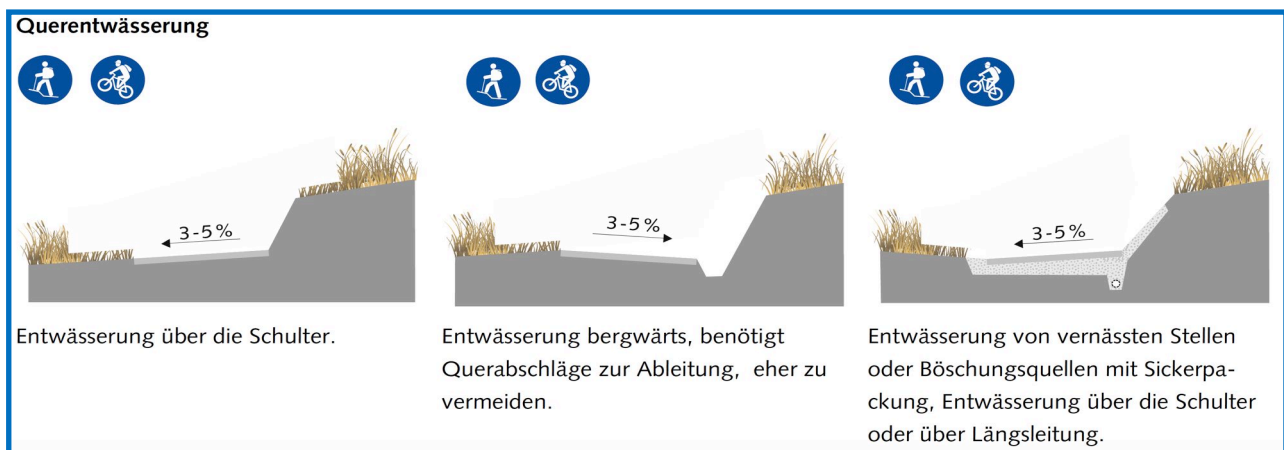 Querentwässerung
3-5%
3-5%
3-5%
Entwässerung über die Schulter.
Entwässerung bergwärts, benötigt
Querabschläge zur Ableitung, eher zu
vermeiden.
Entwässerung von vernässten Stellen
oder Böschungsquellen mit Sickerpa-
ckung, Entwässerung über die Schulter
oder über Längsleitung.